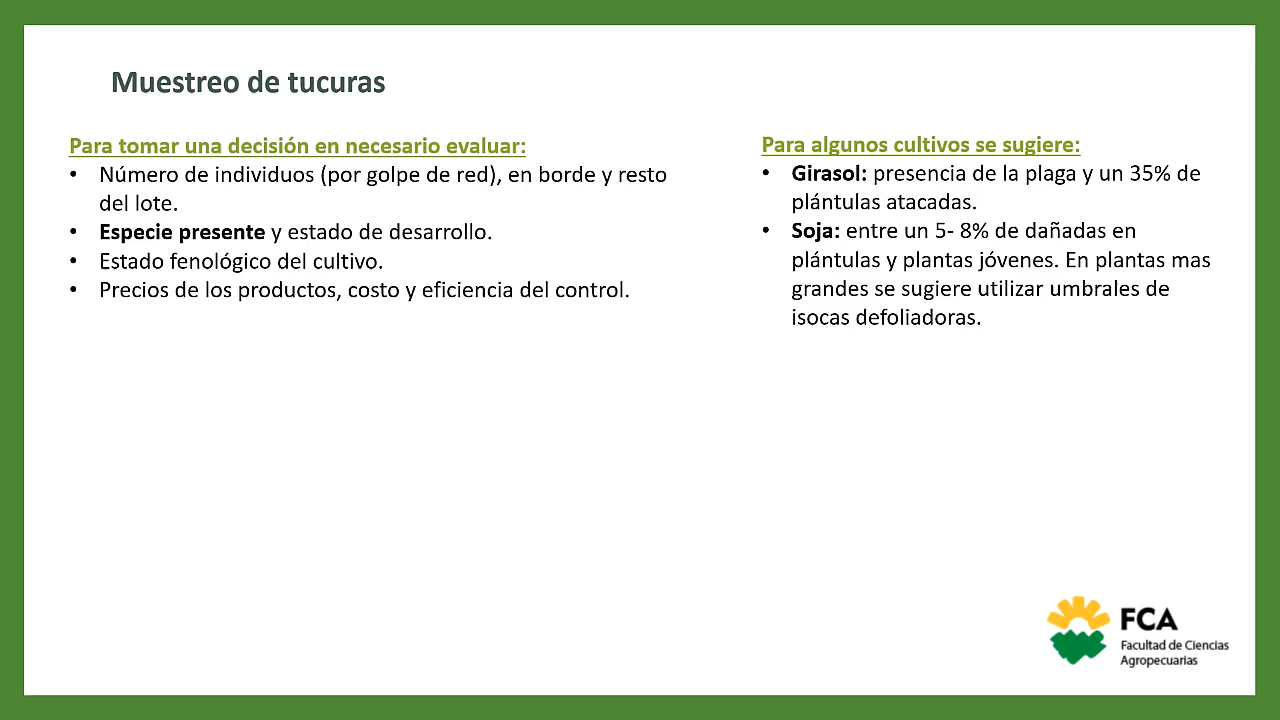 Muestreo de tucuras
Para tomar una decisión en necesario evaluar:
• Número de individuos (por golpe de red), en borde y resto
del lote.
• Especie presente y estado de desarrollo.
• Estado fenológico del cultivo.
• Precios de los productos, costo y eficiencia del control.
Para algunos cultivos se sugiere:
• Girasol: presencia de la plaga y un 35% de
plántulas atacadas.
• Soja: entre un 5- 8% de dañadas en
plántulas y plantas jóvenes. En plantas mas
grandes se sugiere utilizar umbrales de
isocas defoliadoras.
FCA
Facultad de Ciencias
Agropecuarias